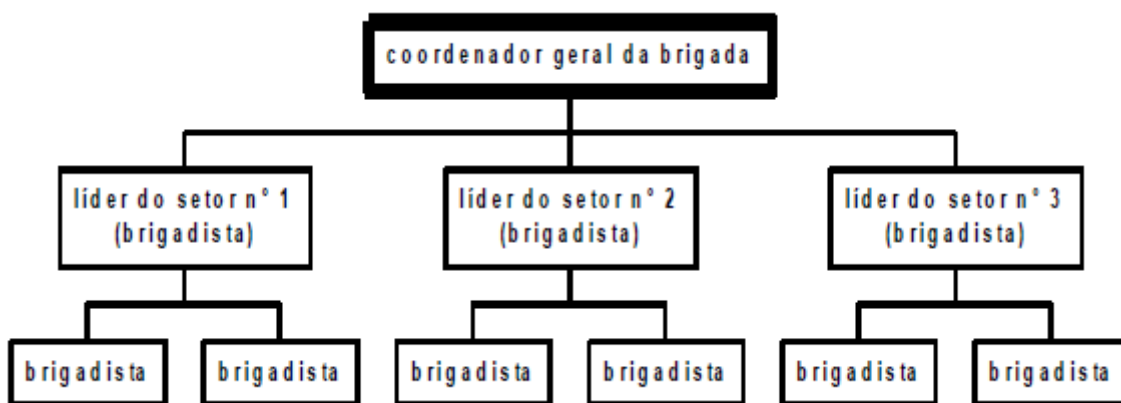 coordenador geral da brigada
líder do setor n° 1
(brigadista)
líder do setor n° 2
(brigadista)
líder do setor n° 3
(brigadista)
brigadista
brigadista
brigadista
brigadista
brigadista
brigadista